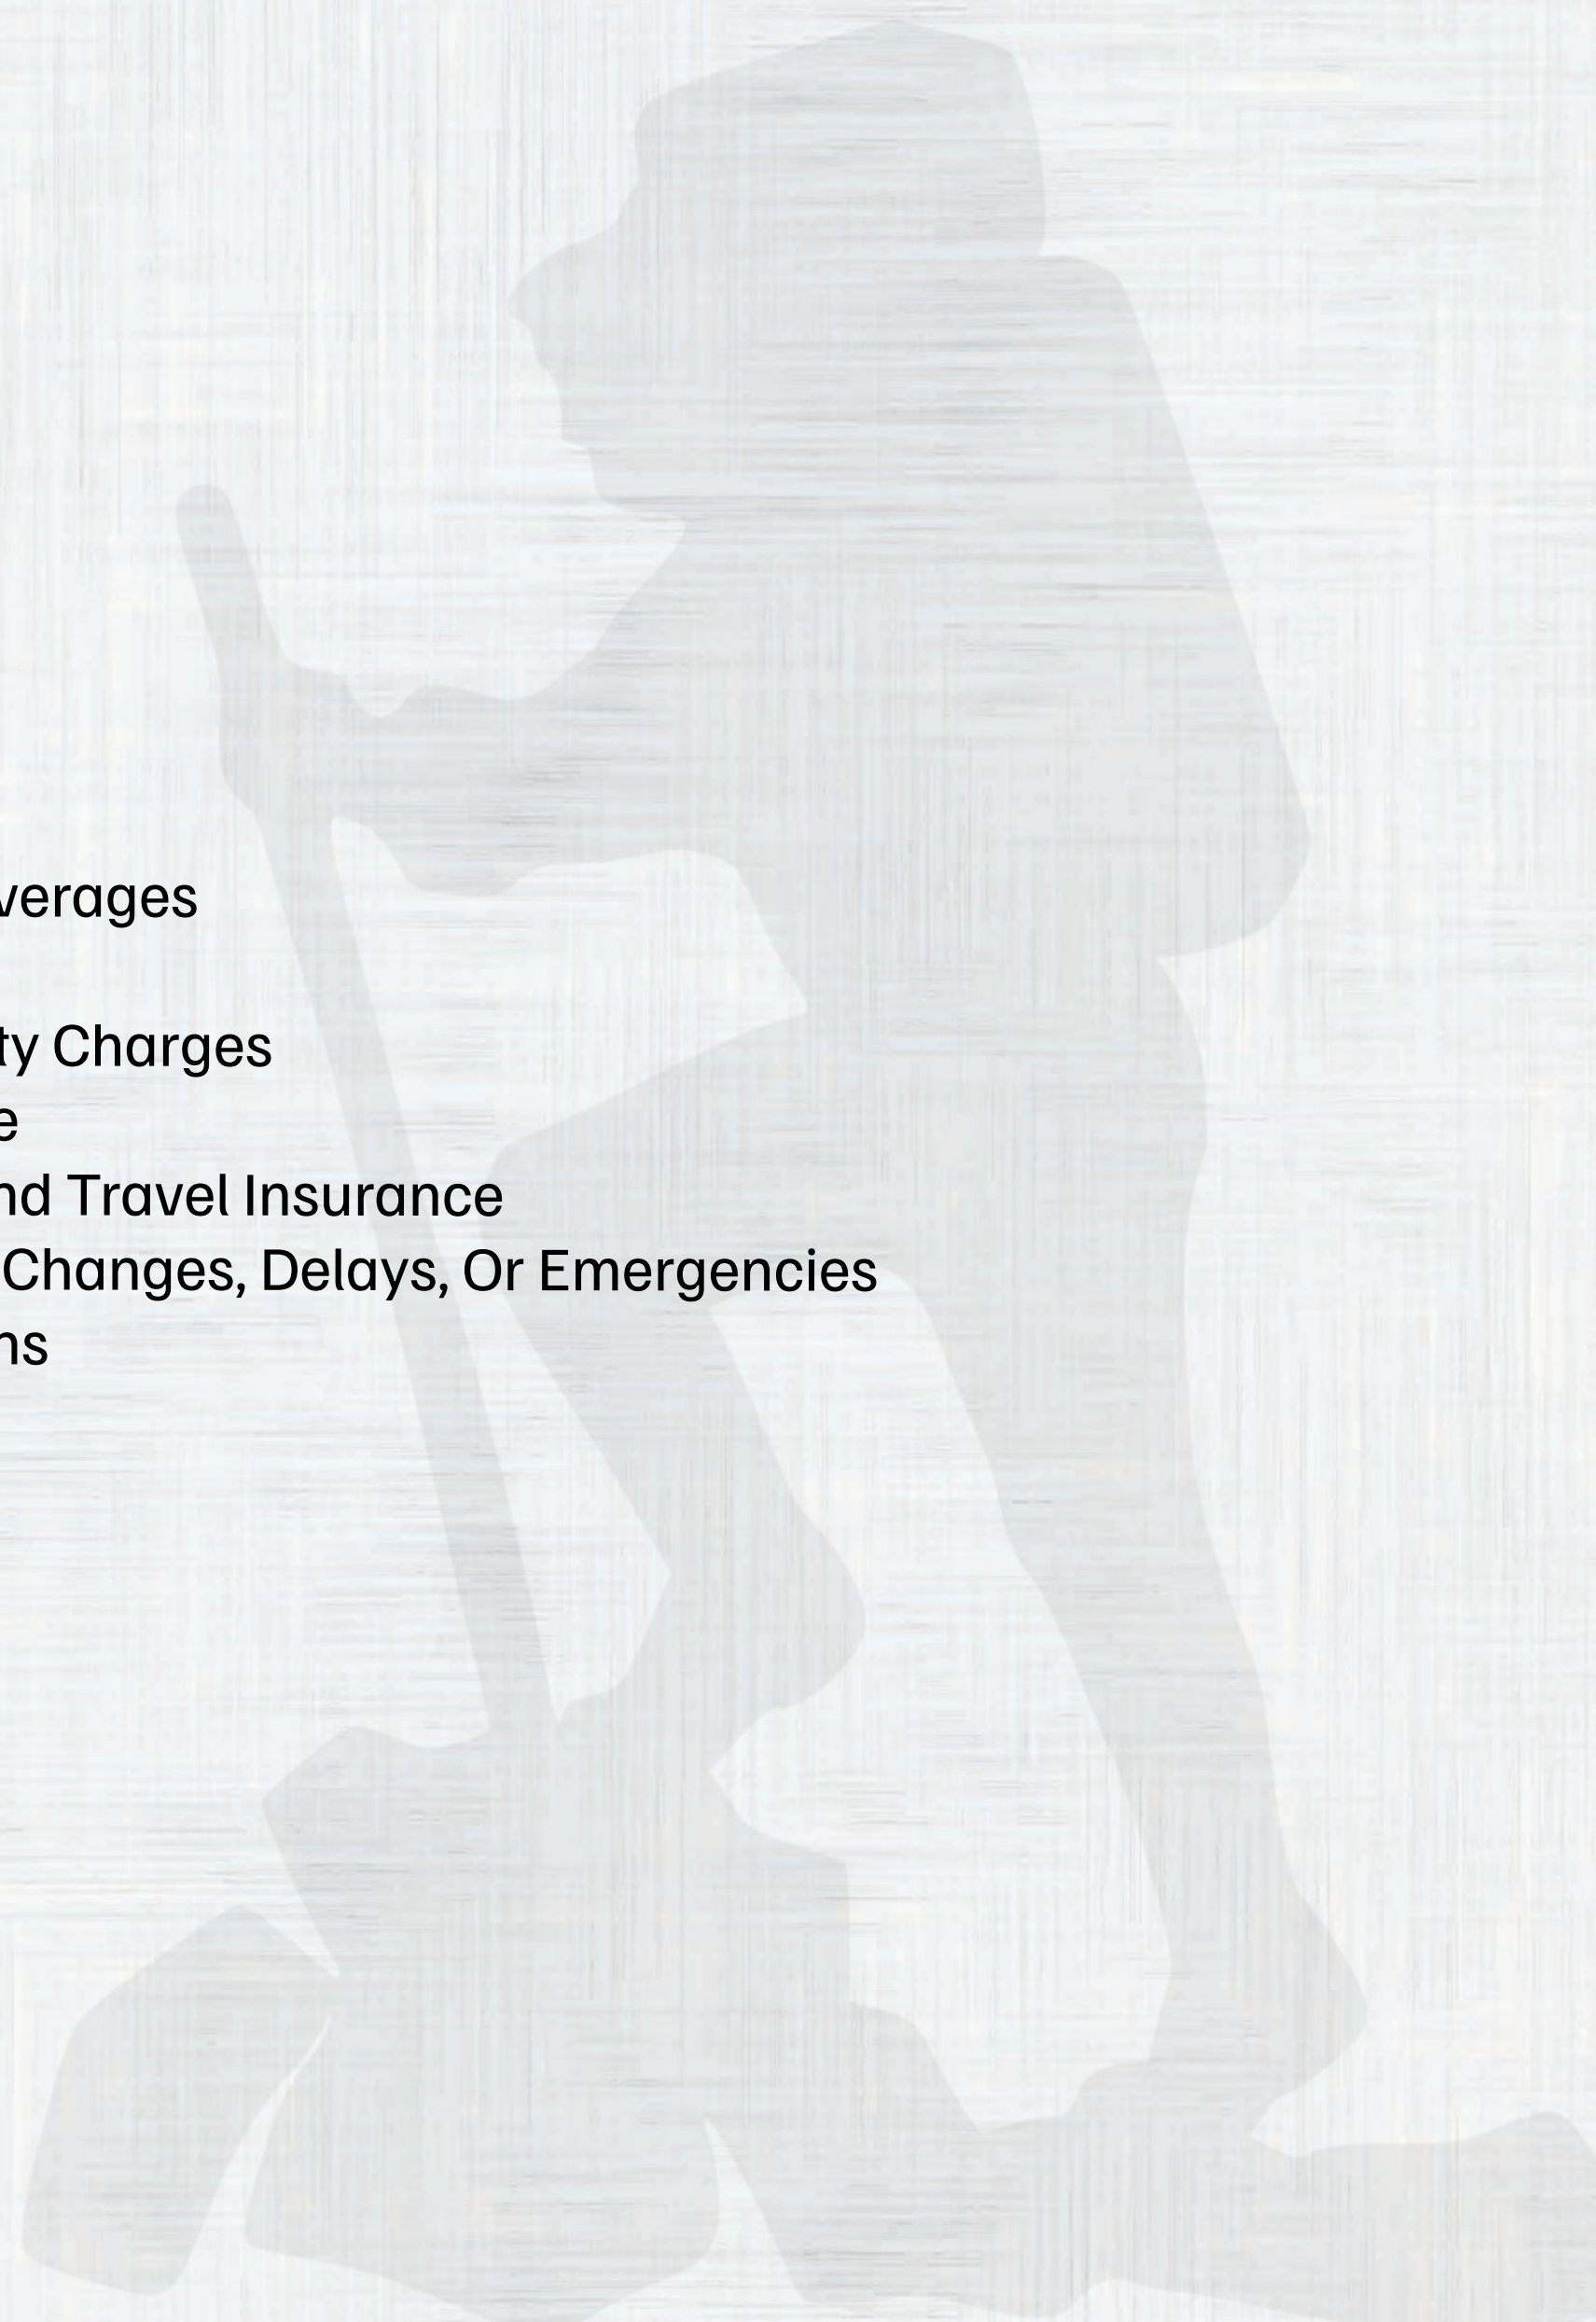 verages
ty Charges
e
nd Travel Insurance
Changes, Delays, Or Emergencies
ns